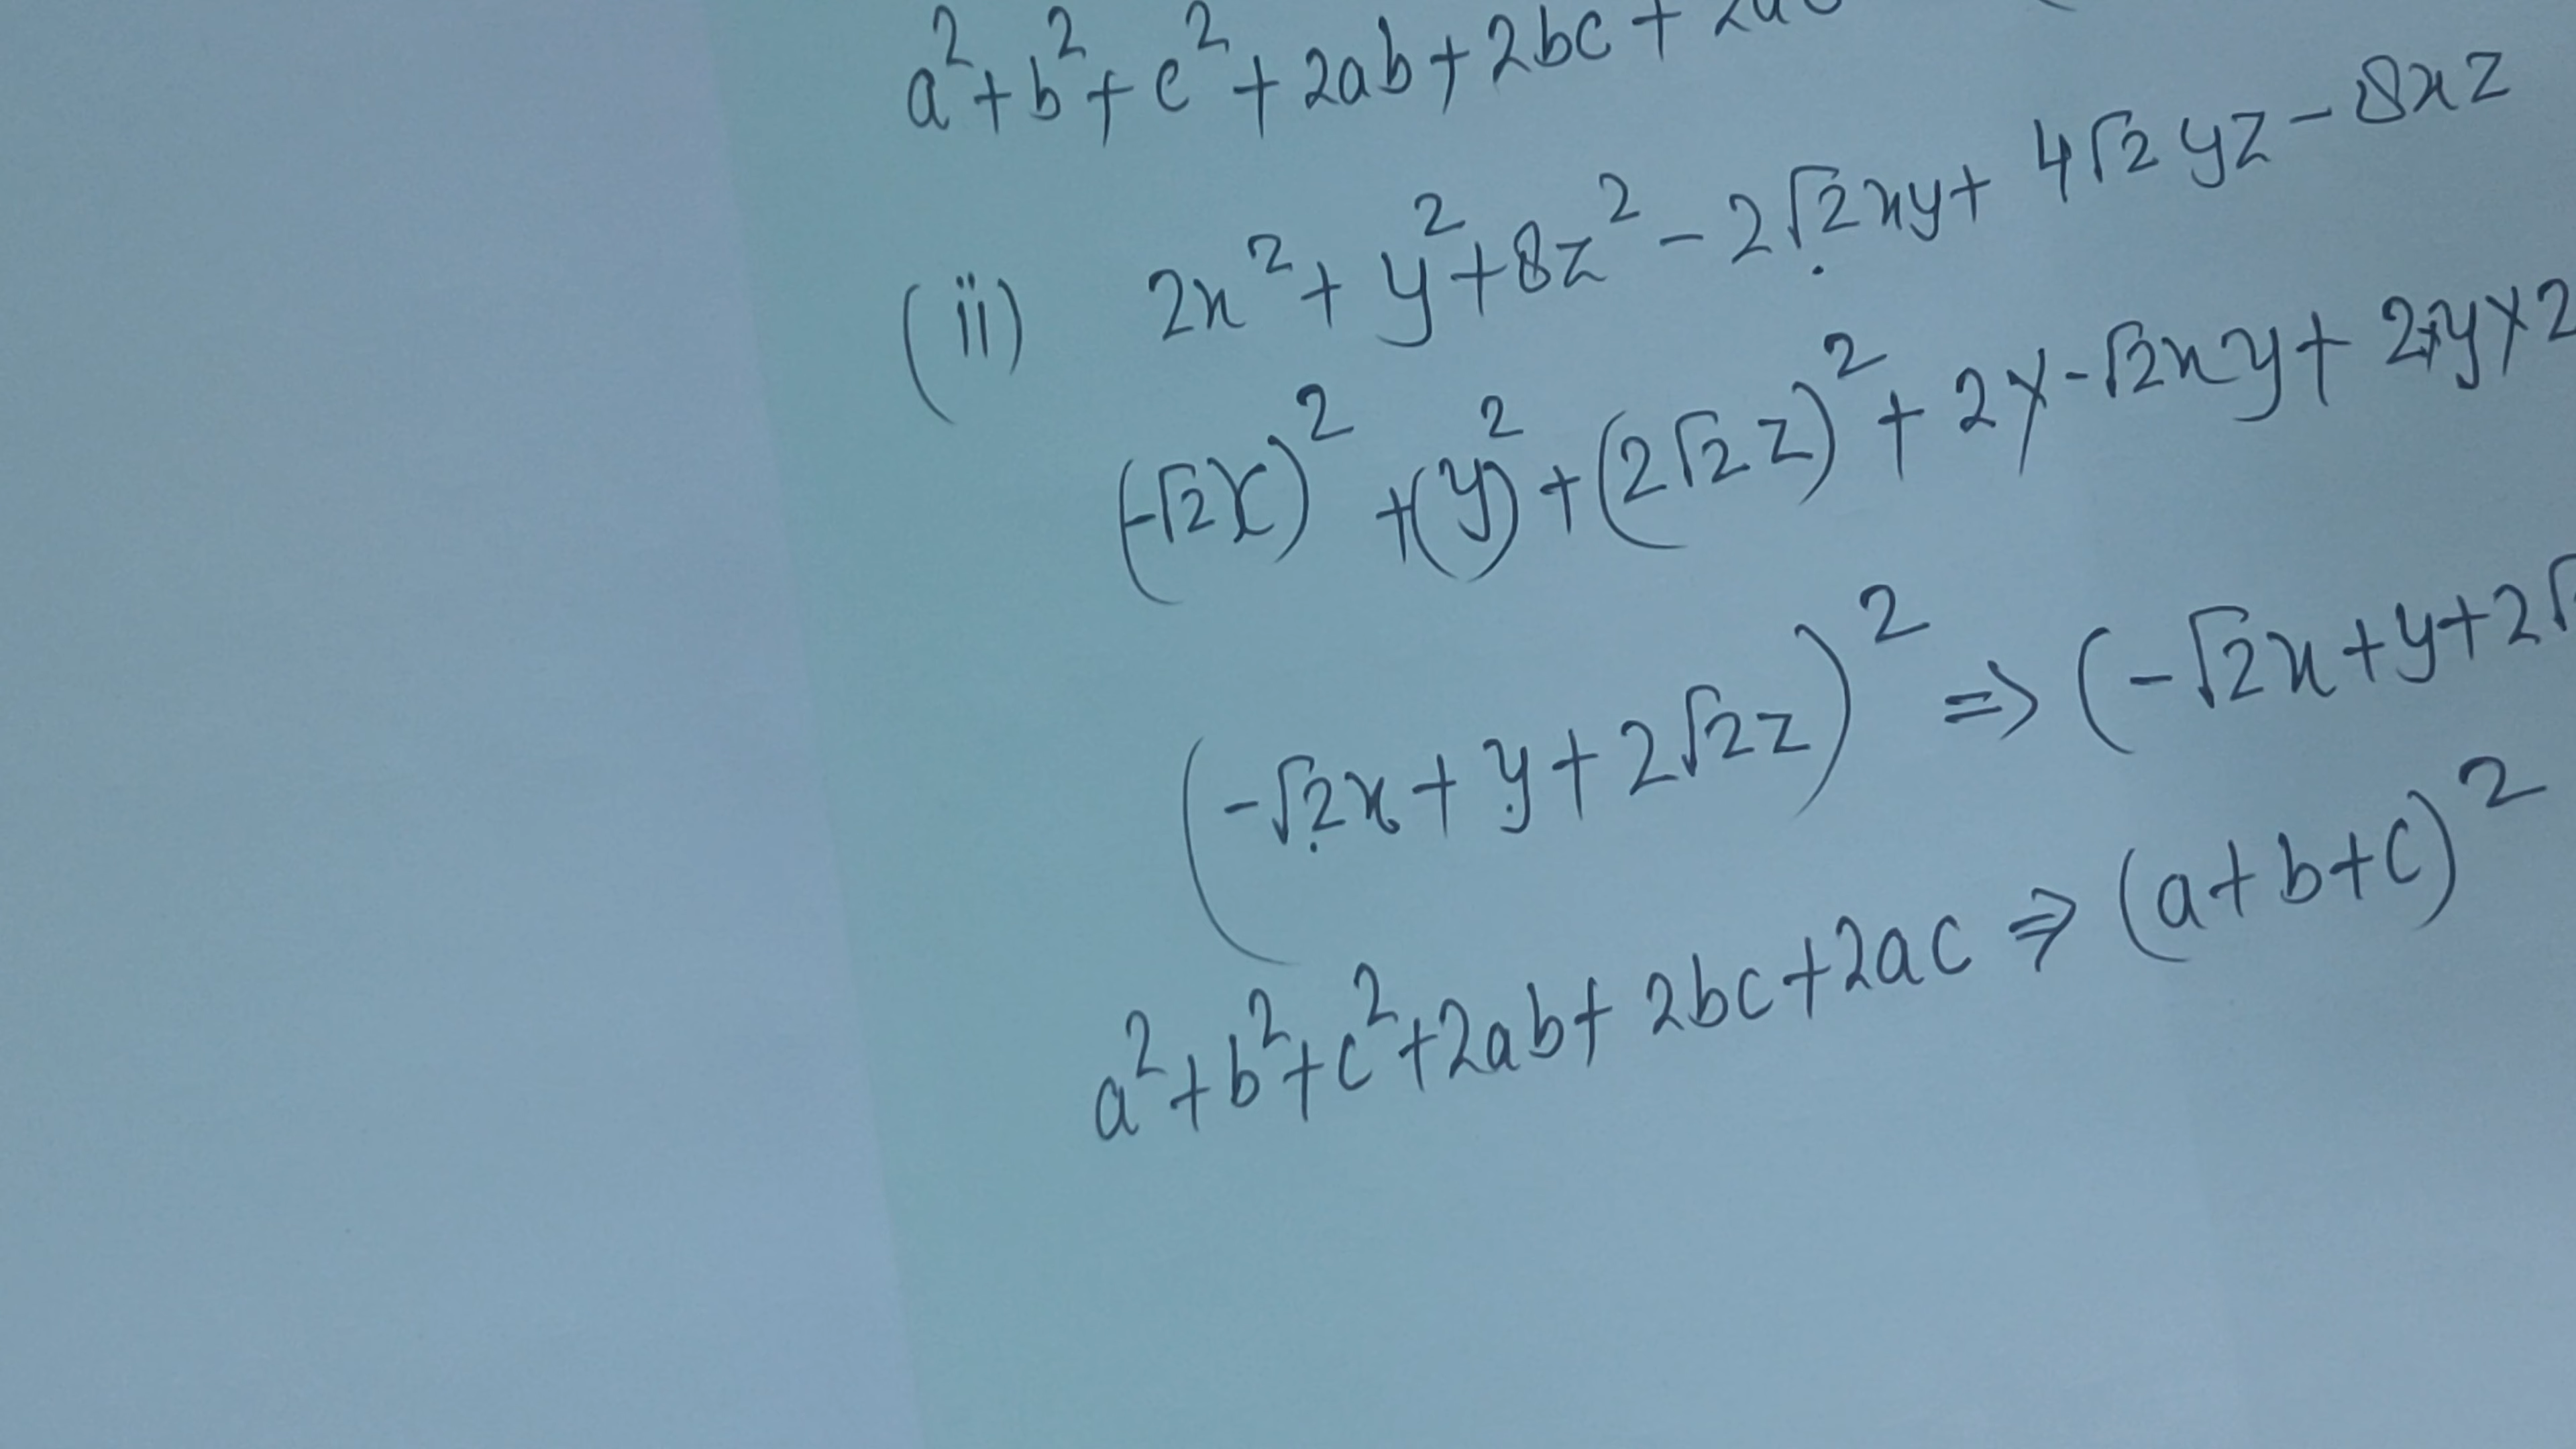 a²+b²+c²+2ab+2bc+
(ii) 2x²+y²+8z²-2√2xy+4√2yz-8xz
(-√2x)²+(y)²+(2√2z)²+2×-√2xy+2×y×2
(-√2x+y+2√2z)²⇒(-√2x+y+2√
a²+b²+c²+2ab+2bc+2ac⇒(a+b+c)²